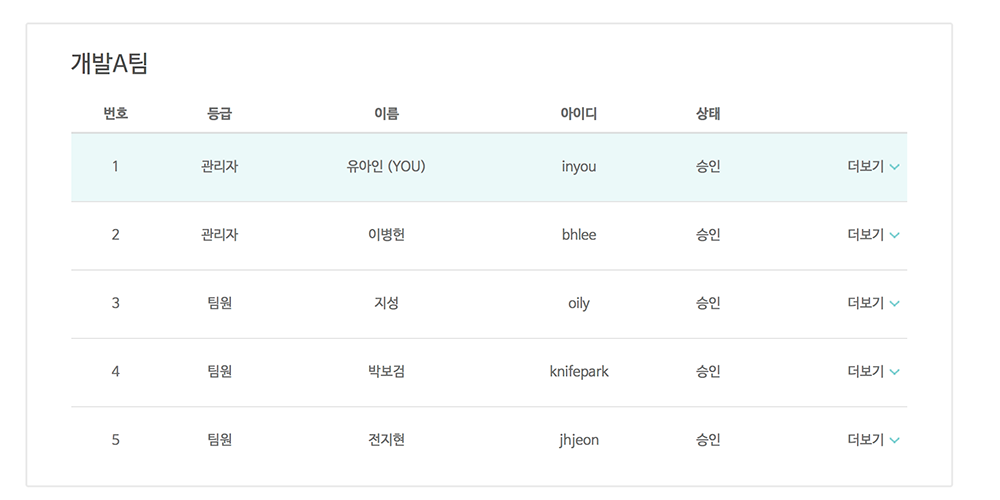 개발A팀
번호 등급 이름 아이디 상태
1 관리자 유아인 (YOU) inyou 승인 더보기
2 관리자 이병헌 bhlee 승인 더보기
3 팀원 지성 oily 승인 더보기
4 팀원 박보검 knifepark 승인 더보기
5 팀원 전지현 jhjeon 승인 더보기